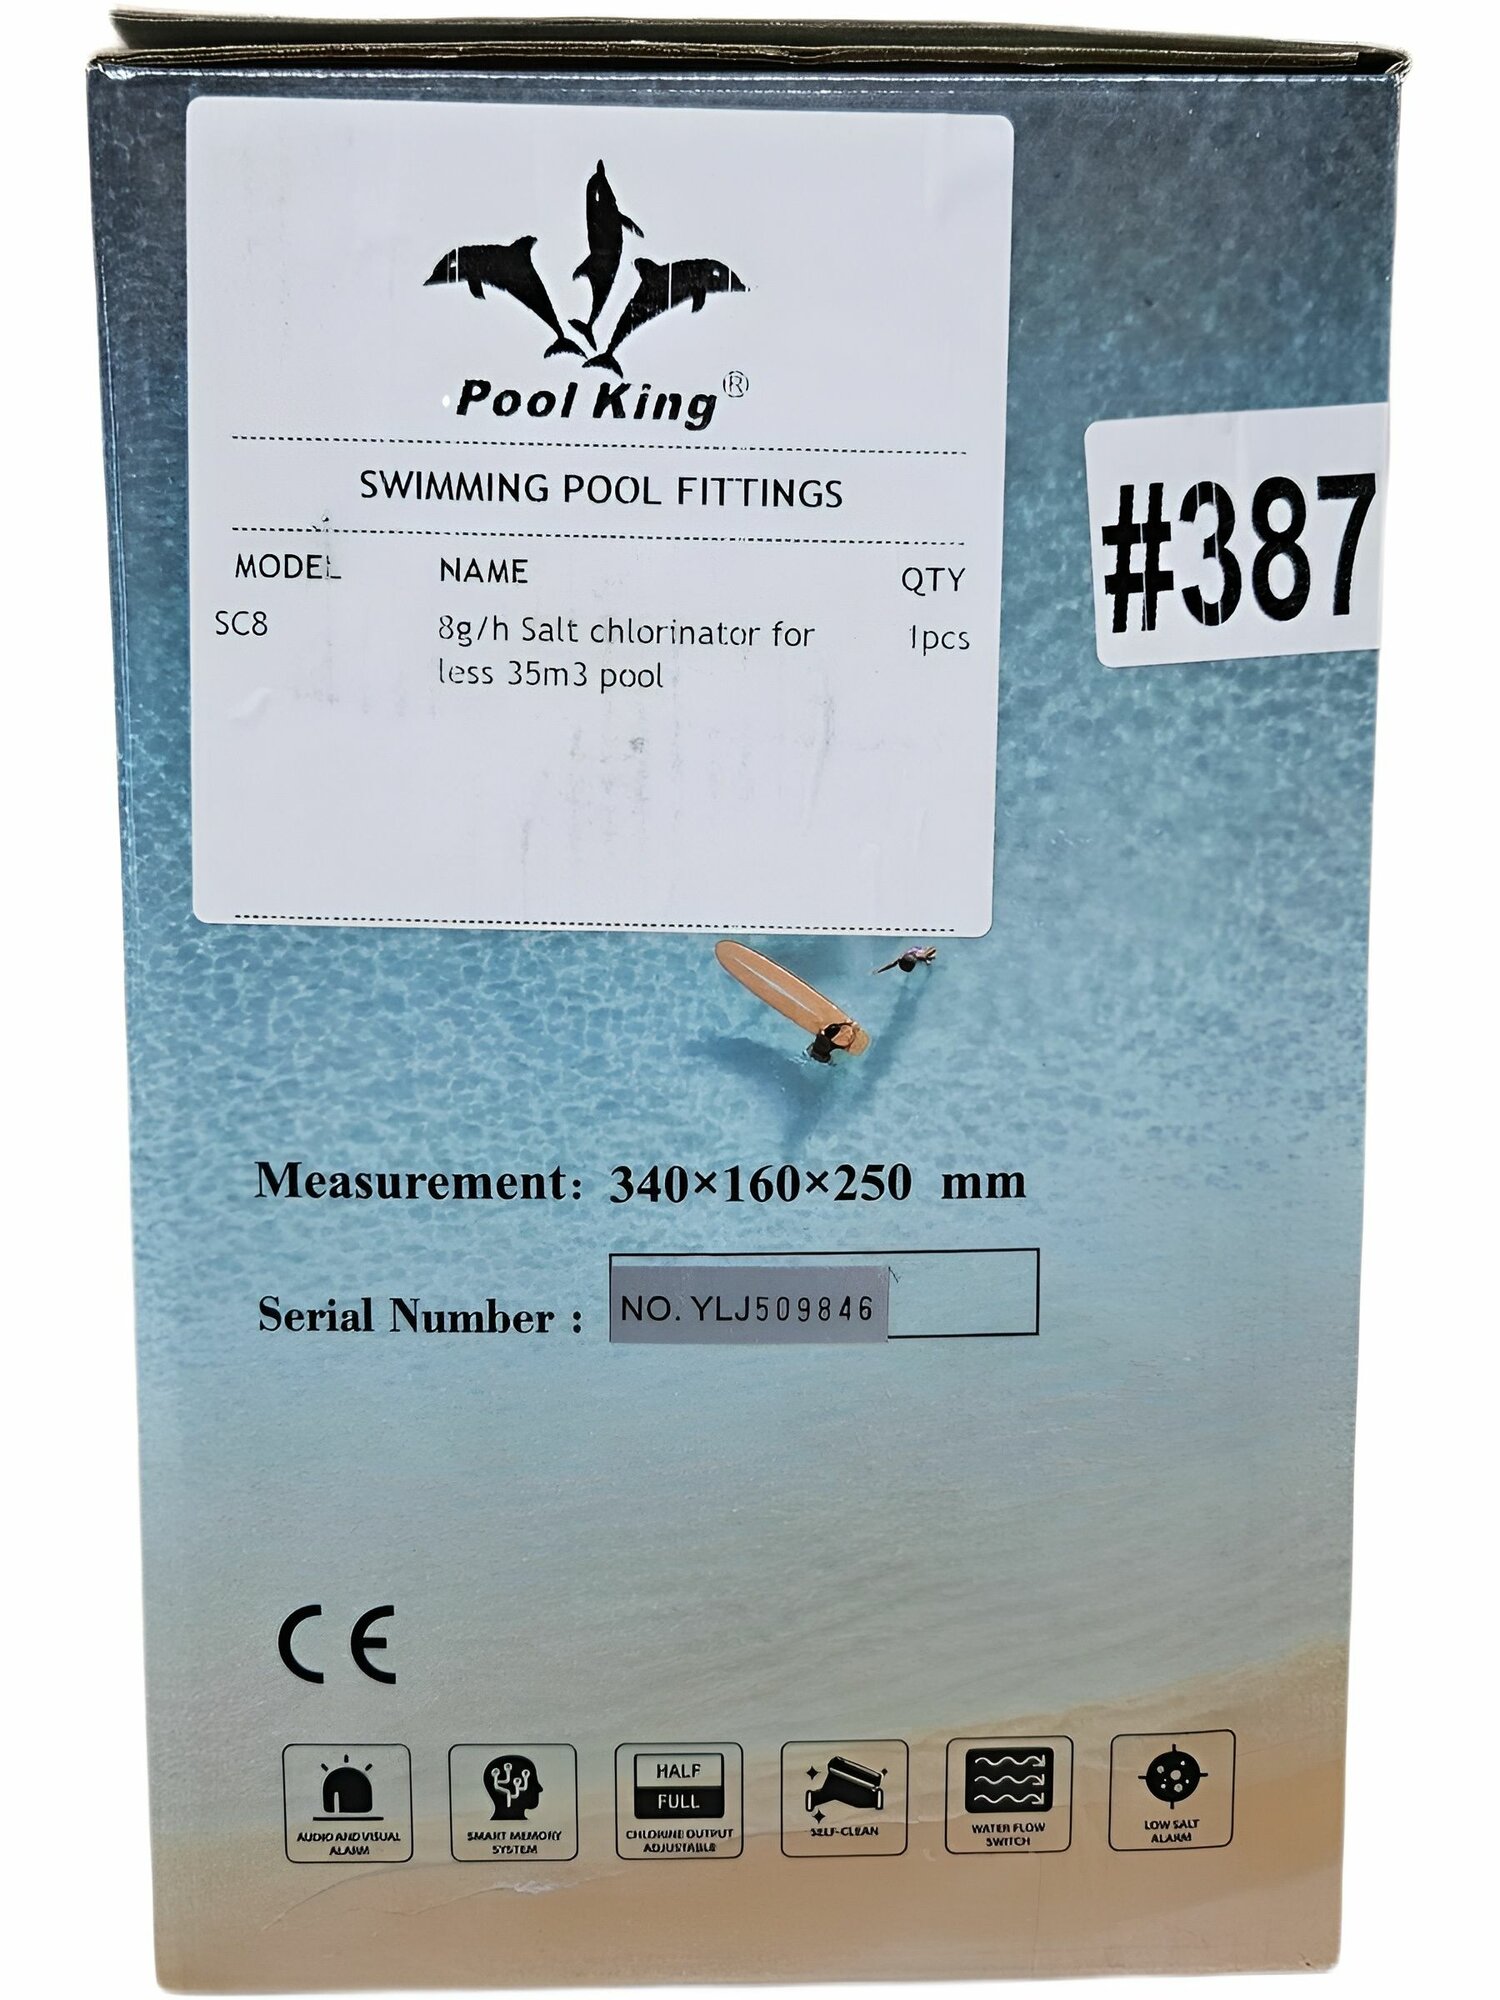 Pool King®
SWIMMING POOL FITTINGS
MODEL NAME QTY
SC8 8g/h Salt chlorinator for 1pcs
less 35m3 pool
#387
Measurement: 340×160×250 mm
Serial Number : NO. YLJ509846
CE
HALF
FULL
AUDIO AND VISUAL
ALARM
SMART MEMORY
SYSTEM
CHLORINE OUTPUT
ADJUSTABLE
SELF-CLEAN
WATER FLOW
SWITCH
LOW SALT
ALARM